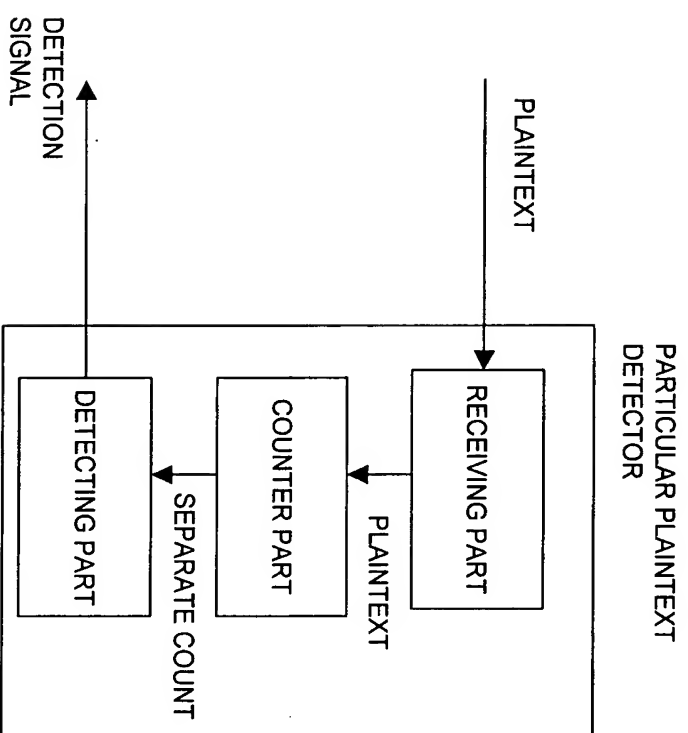 PARTICULAR PLAINTEXT
DETECTOR
PLAINTEXT
RECEIVING PART
PLAINTEXT
COUNTER PART
SEPARATE COUNT
DETECTING PART
DETECTION
SIGNAL